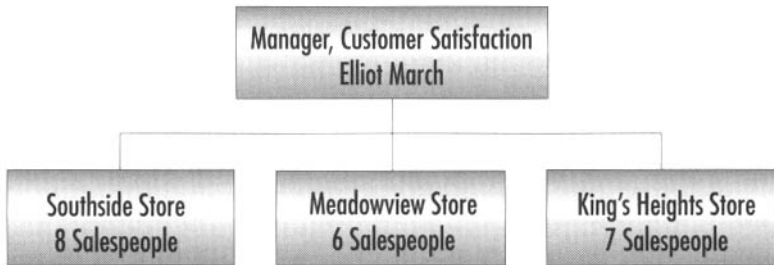 Manager, Customer Satisfaction
Elliot March
Southside Store
8 Salespeople
Meadowview Store
6 Salespeople
King's Heights Store
7 Salespeople